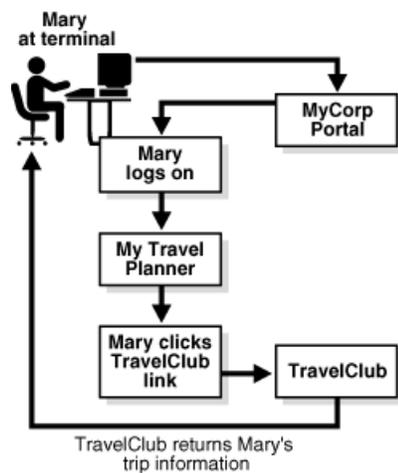 Mary
at terminal
MyCorp
Portal
Mary
logs on
My Travel
Planner
Mary clicks
TravelClub
link
TravelClub
TravelClub returns Mary's
trip information